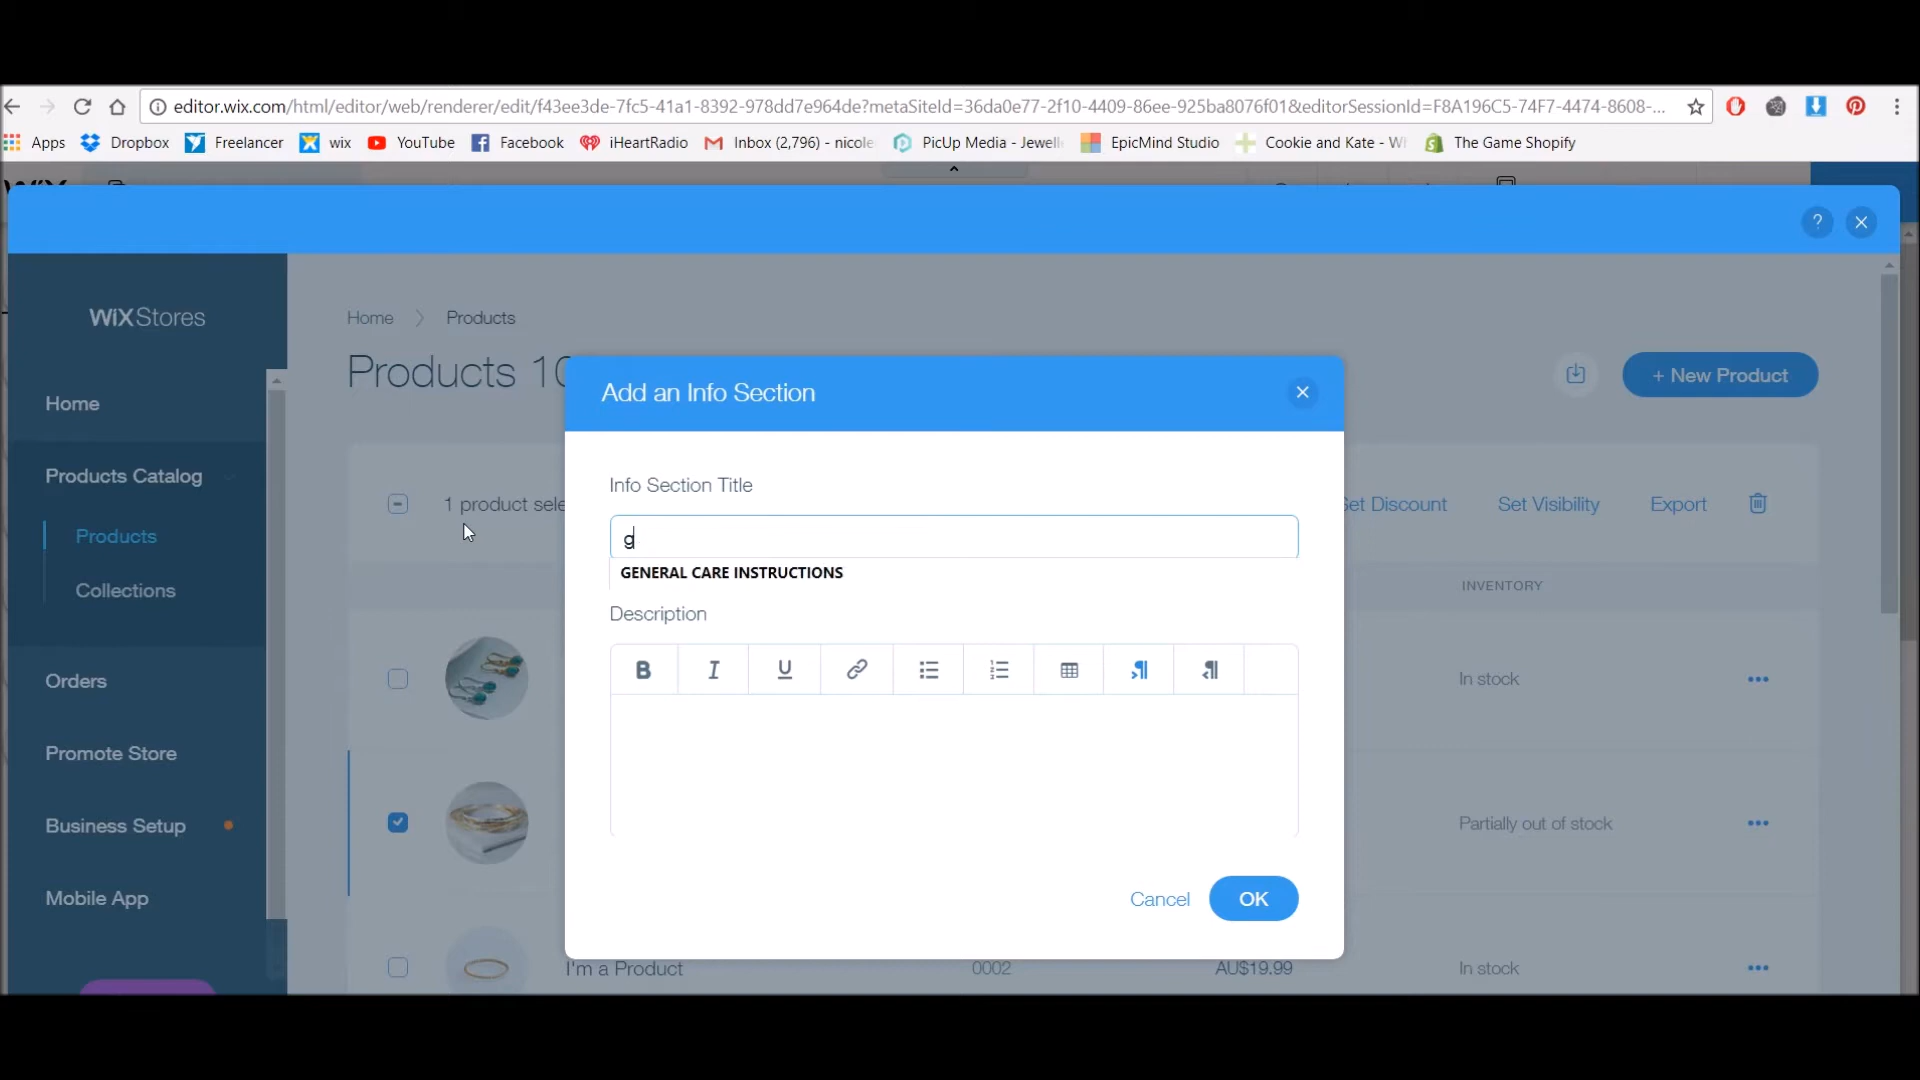 editor.wix.com/html/editor/web/renderer/edit/f43ee3de-7fc5-41a1-8392-978dd7e964de?metaSiteId=36da0e77-2f10-4409-86ee-925ba8076f01&editorSessionId=F8A196C5-74F7-4474-8608-...
Apps Dropbox Freelancer wix YouTube Facebook iHeartRadio Inbox (2,796) - nicole PicUp Media - Jewell EpicMind Studio Cookie and Kate - W The Game Shopify
?
WiXStores
Home Products
Products 10
+ New Product
Add an Info Section
Home
Products Catalog
Products
Collections
Orders
Promote Store
Business Setup
Mobile App
1 product sele
Set Discount Set Visibility Export
Info Section Title
g
GENERAL CARE INSTRUCTIONS
INVENTORY
Description
B I U
In stock
Partially out of stock
Cancel OK
I'm a Product 0002 AU$19.99 In stock